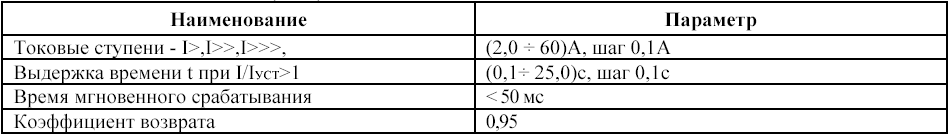 Наименование Параметр
Токовые ступени - I>,I>>,I>>>, (2,0 ÷ 60)А, шаг 0,1А
Выдержка времени t при I/Iуст>1 (0,1÷ 25,0)с, шаг 0,1с
Время мгновенного срабатывания < 50 мс
Коэффициент возврата 0,95